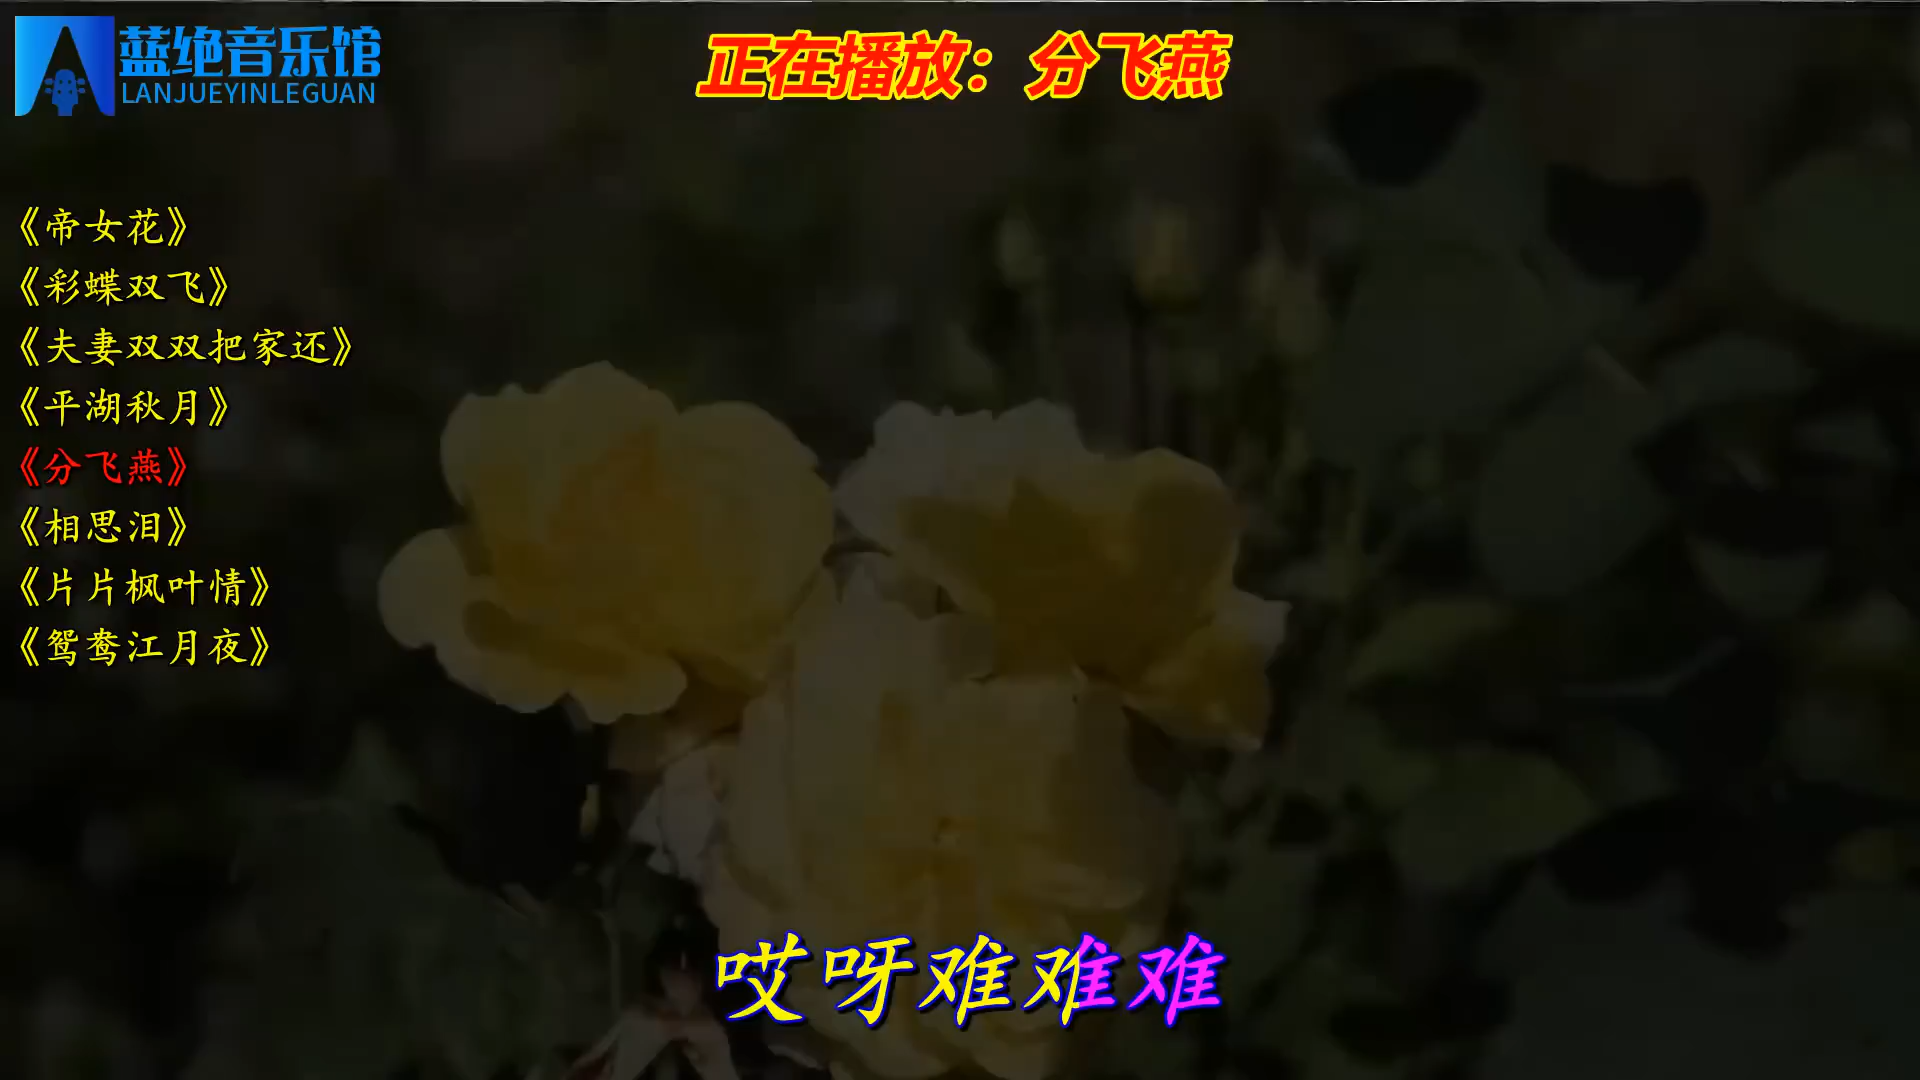 蓝绝音乐馆
LANJUEYINLEGUAN
正在播放：分飞燕
《帝女花》
《彩蝶双飞》
《夫妻双双把家还》
《平湖秋月》
《分飞燕》
《相思泪》
《片片枫叶情》
《鸳鸯江月夜》
哎呀难难难